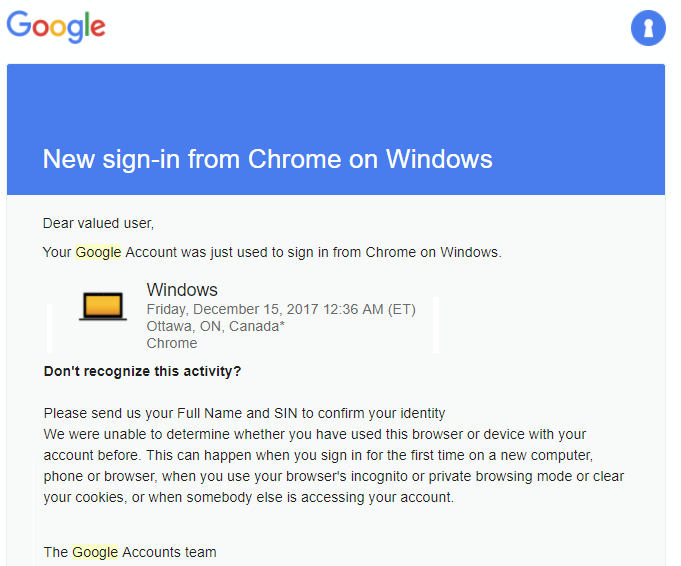 Google
New sign-in from Chrome on Windows
Dear valued user,
Your Google Account was just used to sign in from Chrome on Windows.
Windows
Friday, December 15, 2017 12:36 AM (ET)
Ottawa, ON, Canada*
Chrome
Don't recognize this activity?
Please send us your Full Name and SIN to confirm your identity
We were unable to determine whether you have used this browser or device with your
account before. This can happen when you sign in for the first time on a new computer,
phone or browser, when you use your browser's incognito or private browsing mode or clear
your cookies, or when somebody else is accessing your account.
The Google Accounts team